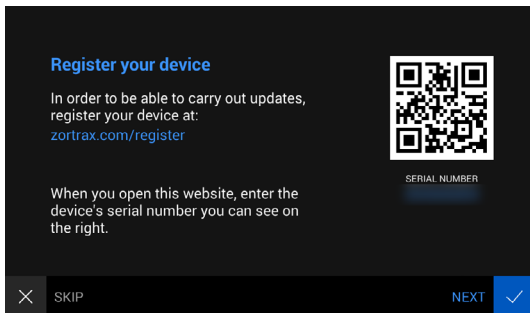 Register your device
In order to be able to carry out updates,
register your device at:
zortrax.com/register
When you open this website, enter the
device's serial number you can see on
the right.
SERIAL NUMBER
SKIP
NEXT